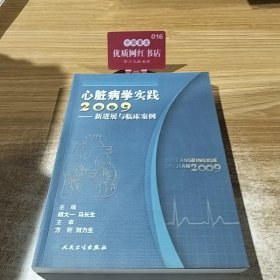 016
优质网红书店
心脏病学实践
2009
——新进展与临床案例
XINZANGBINGXUE
SHIJIAN 2009
主编
胡大一 马长生
主审
方圻 刘力生
人民卫生出版社